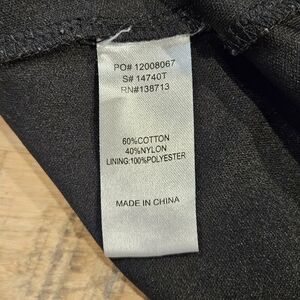 PO# 12008067
S# 14740T
RN#138713
60%COTTON
40%NYLON
LINING:100%POLYESTER
MADE IN CHINA